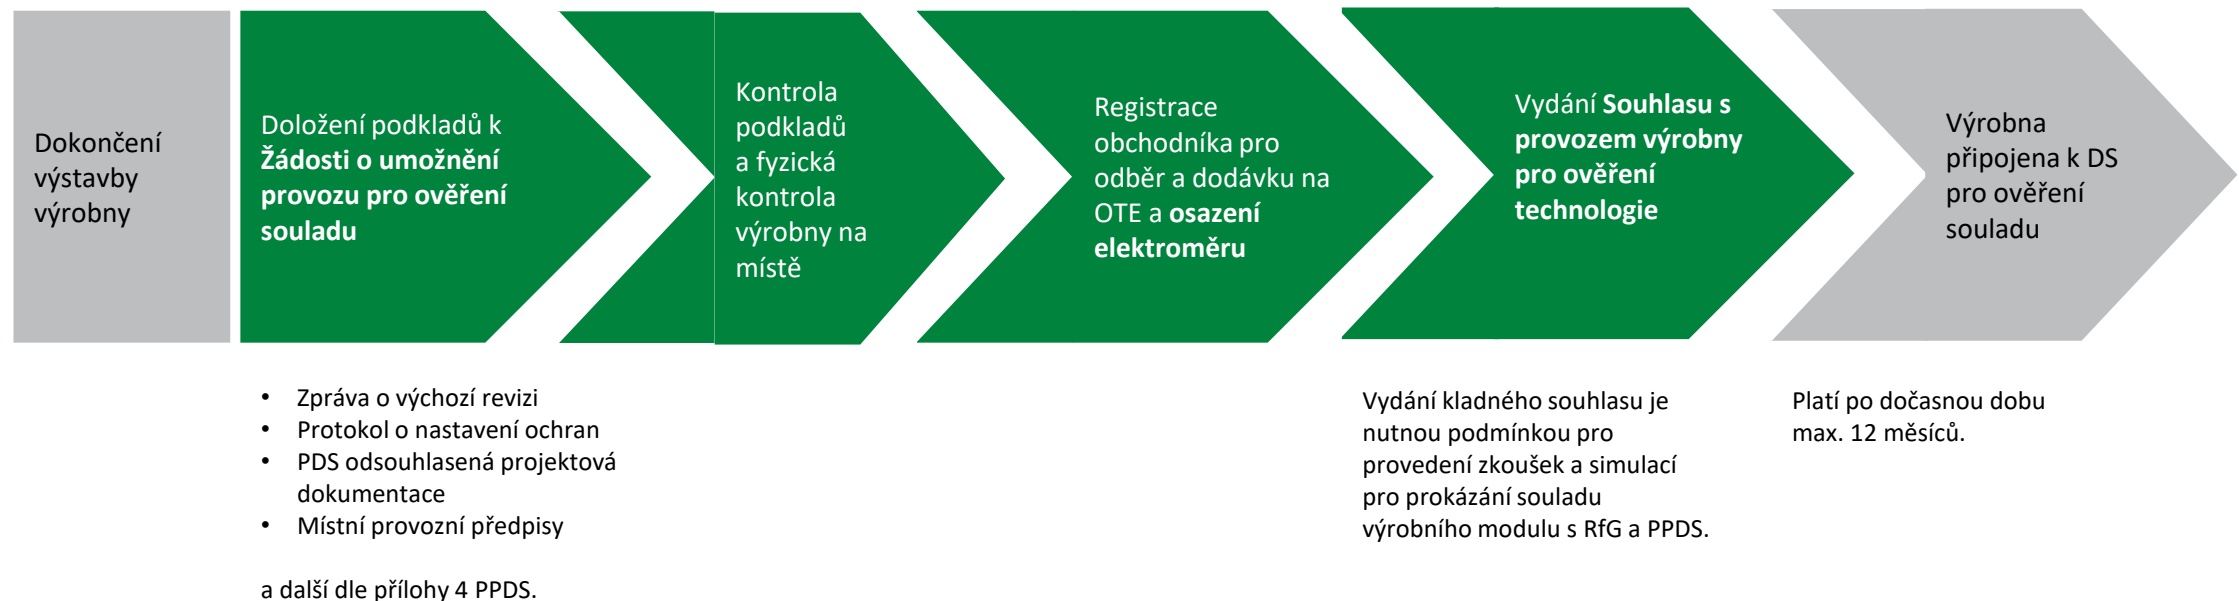 Dokončení
výstavby
výrobny
Doložení podkladů k
Žádosti o umožnění
provozu pro ověření
souladu
Kontrola
podkladů
a fyzická
kontrola
výrobny na
místě
Registrace
obchodníka pro
odběr a dodávku na
OTE a osazení
elektroměru
Vydání Souhlasu s
provozem výrobny
pro ověření
technologie
Výrobna
připojena k DS
pro ověření
souladu
• Zpráva o výchozí revizi
• Protokol o nastavení ochran
• PDS odsouhlasená projektová
dokumentace
• Místní provozní předpisy
a další dle přílohy 4 PPDS.
Vydání kladného souhlasu je
nutnou podmínkou pro
provedení zkoušek a simulací
pro prokázání souladu
výrobního modulu s RfG a PPDS.
Platí po dočasnou dobu
max. 12 měsíců.